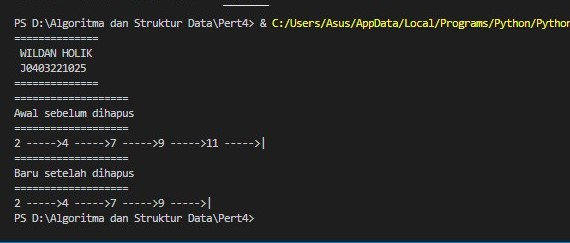 PS D:\Algoritma dan Struktur Data\Pert4> & C:/Users/Asus/AppData/Local/Programs/Python/Python
==============
WILDAN HOLIK
J0403221025
==============
===================
Awal sebelum dihapus
===================
2 ----->4 ----->7 ----->9 ----->11 ----->|
===================
Baru setelah dihapus
===================
2 ----->4 ----->7 ----->9 ----->|
PS D:\Algoritma dan Struktur Data\Pert4>